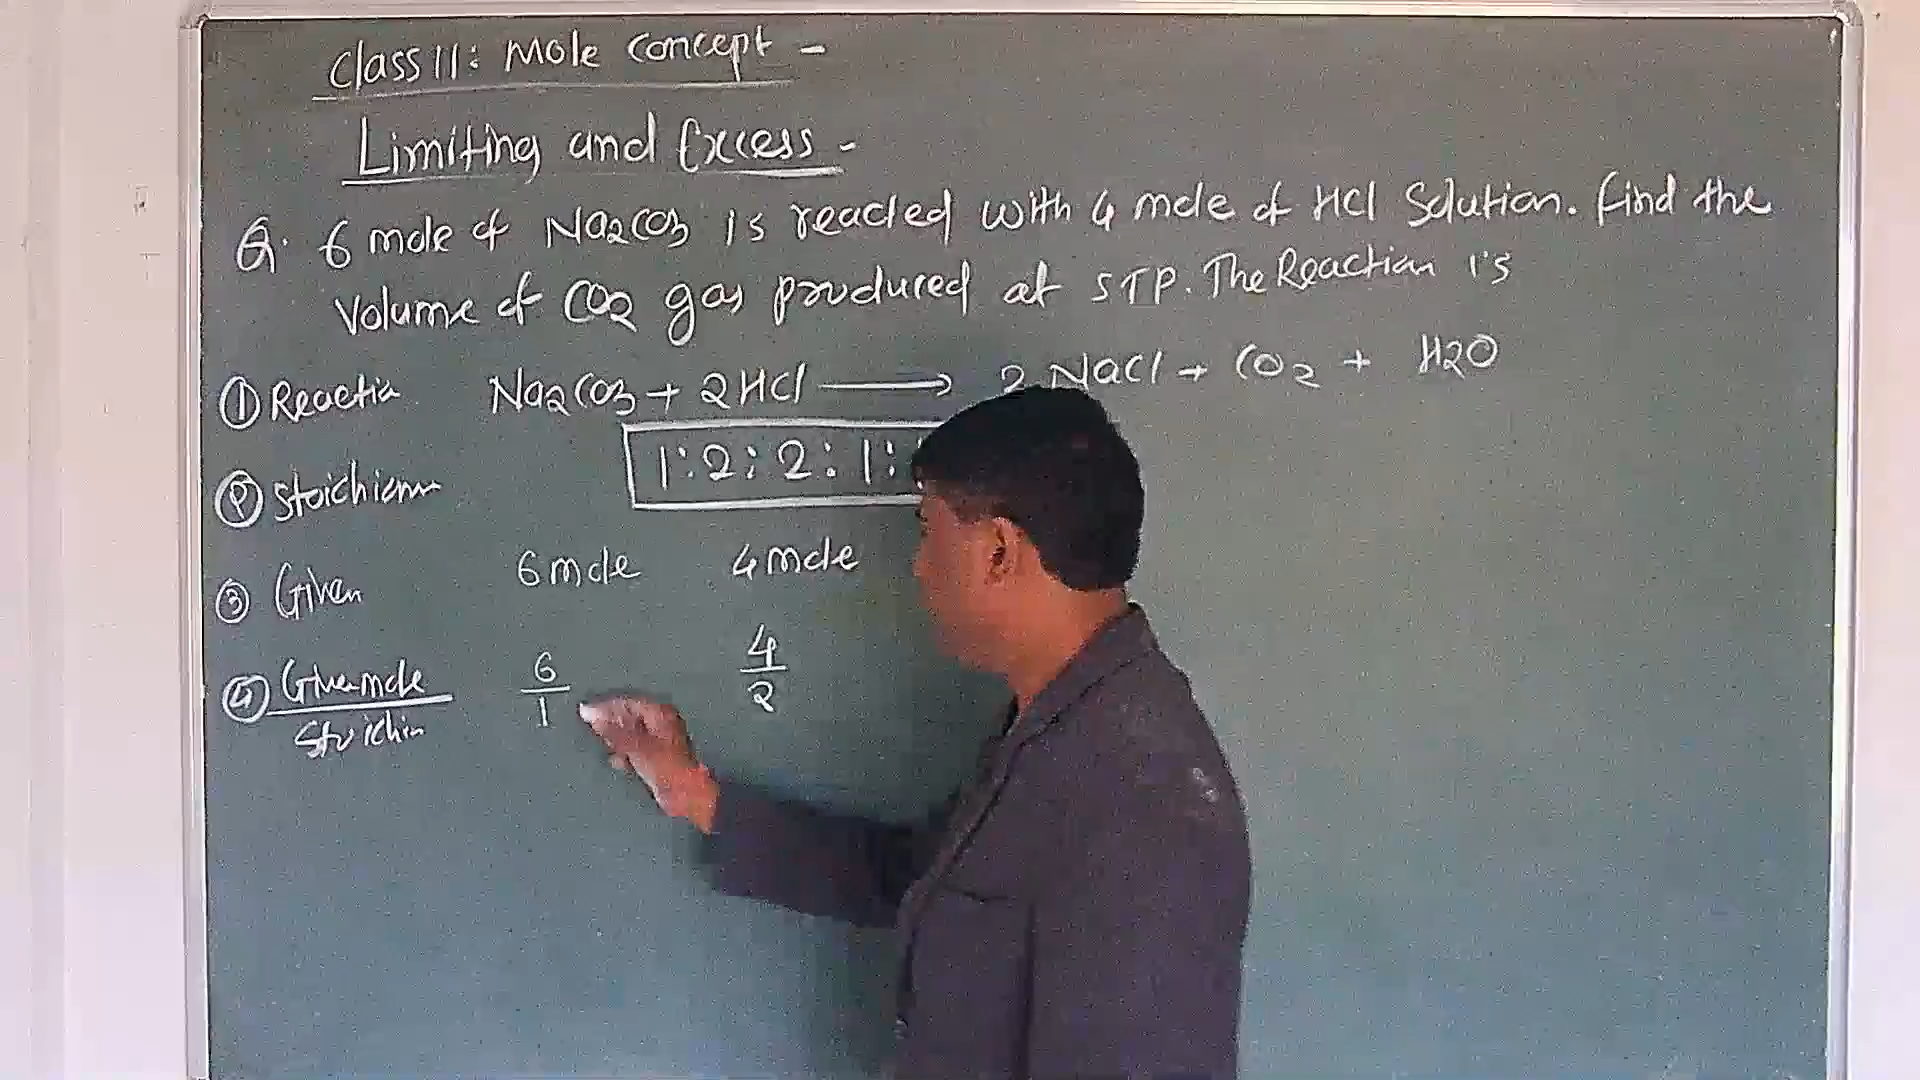 Class 11: Mole Concept -
Limiting and Excess -
Q. 6 mole of Na2CO3 is reacted with 4 mole of HCl Solution. Find the
Volume of CO2 gas produced at STP. The Reaction is
① Reactio Na2CO3 + 2HCl ⟶ 2 NaCl + CO2 + H2O
② Stoichiom 1:2:2:1:
③ Given 6 mole 4 mole
④ Given mole / Stoichio 6/1 4/2